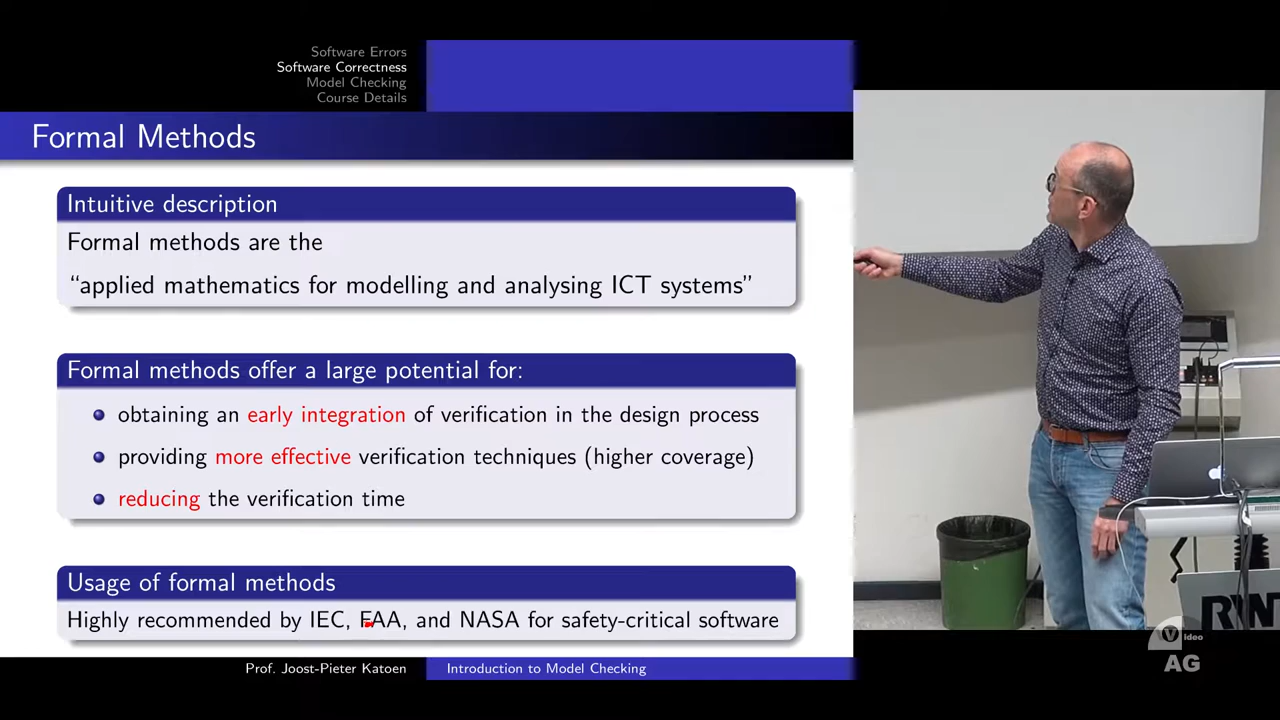 Software Errors
Software Correctness
Model Checking
Course Details
Formal Methods
Intuitive description
Formal methods are the
“applied mathematics for modelling and analysing ICT systems”
Formal methods offer a large potential for:
obtaining an early integration of verification in the design process
providing more effective verification techniques (higher coverage)
reducing the verification time
Usage of formal methods
Highly recommended by IEC, FAA, and NASA for safety-critical software
Prof. Joost-Pieter Katoen
Introduction to Model Checking
Video
AG